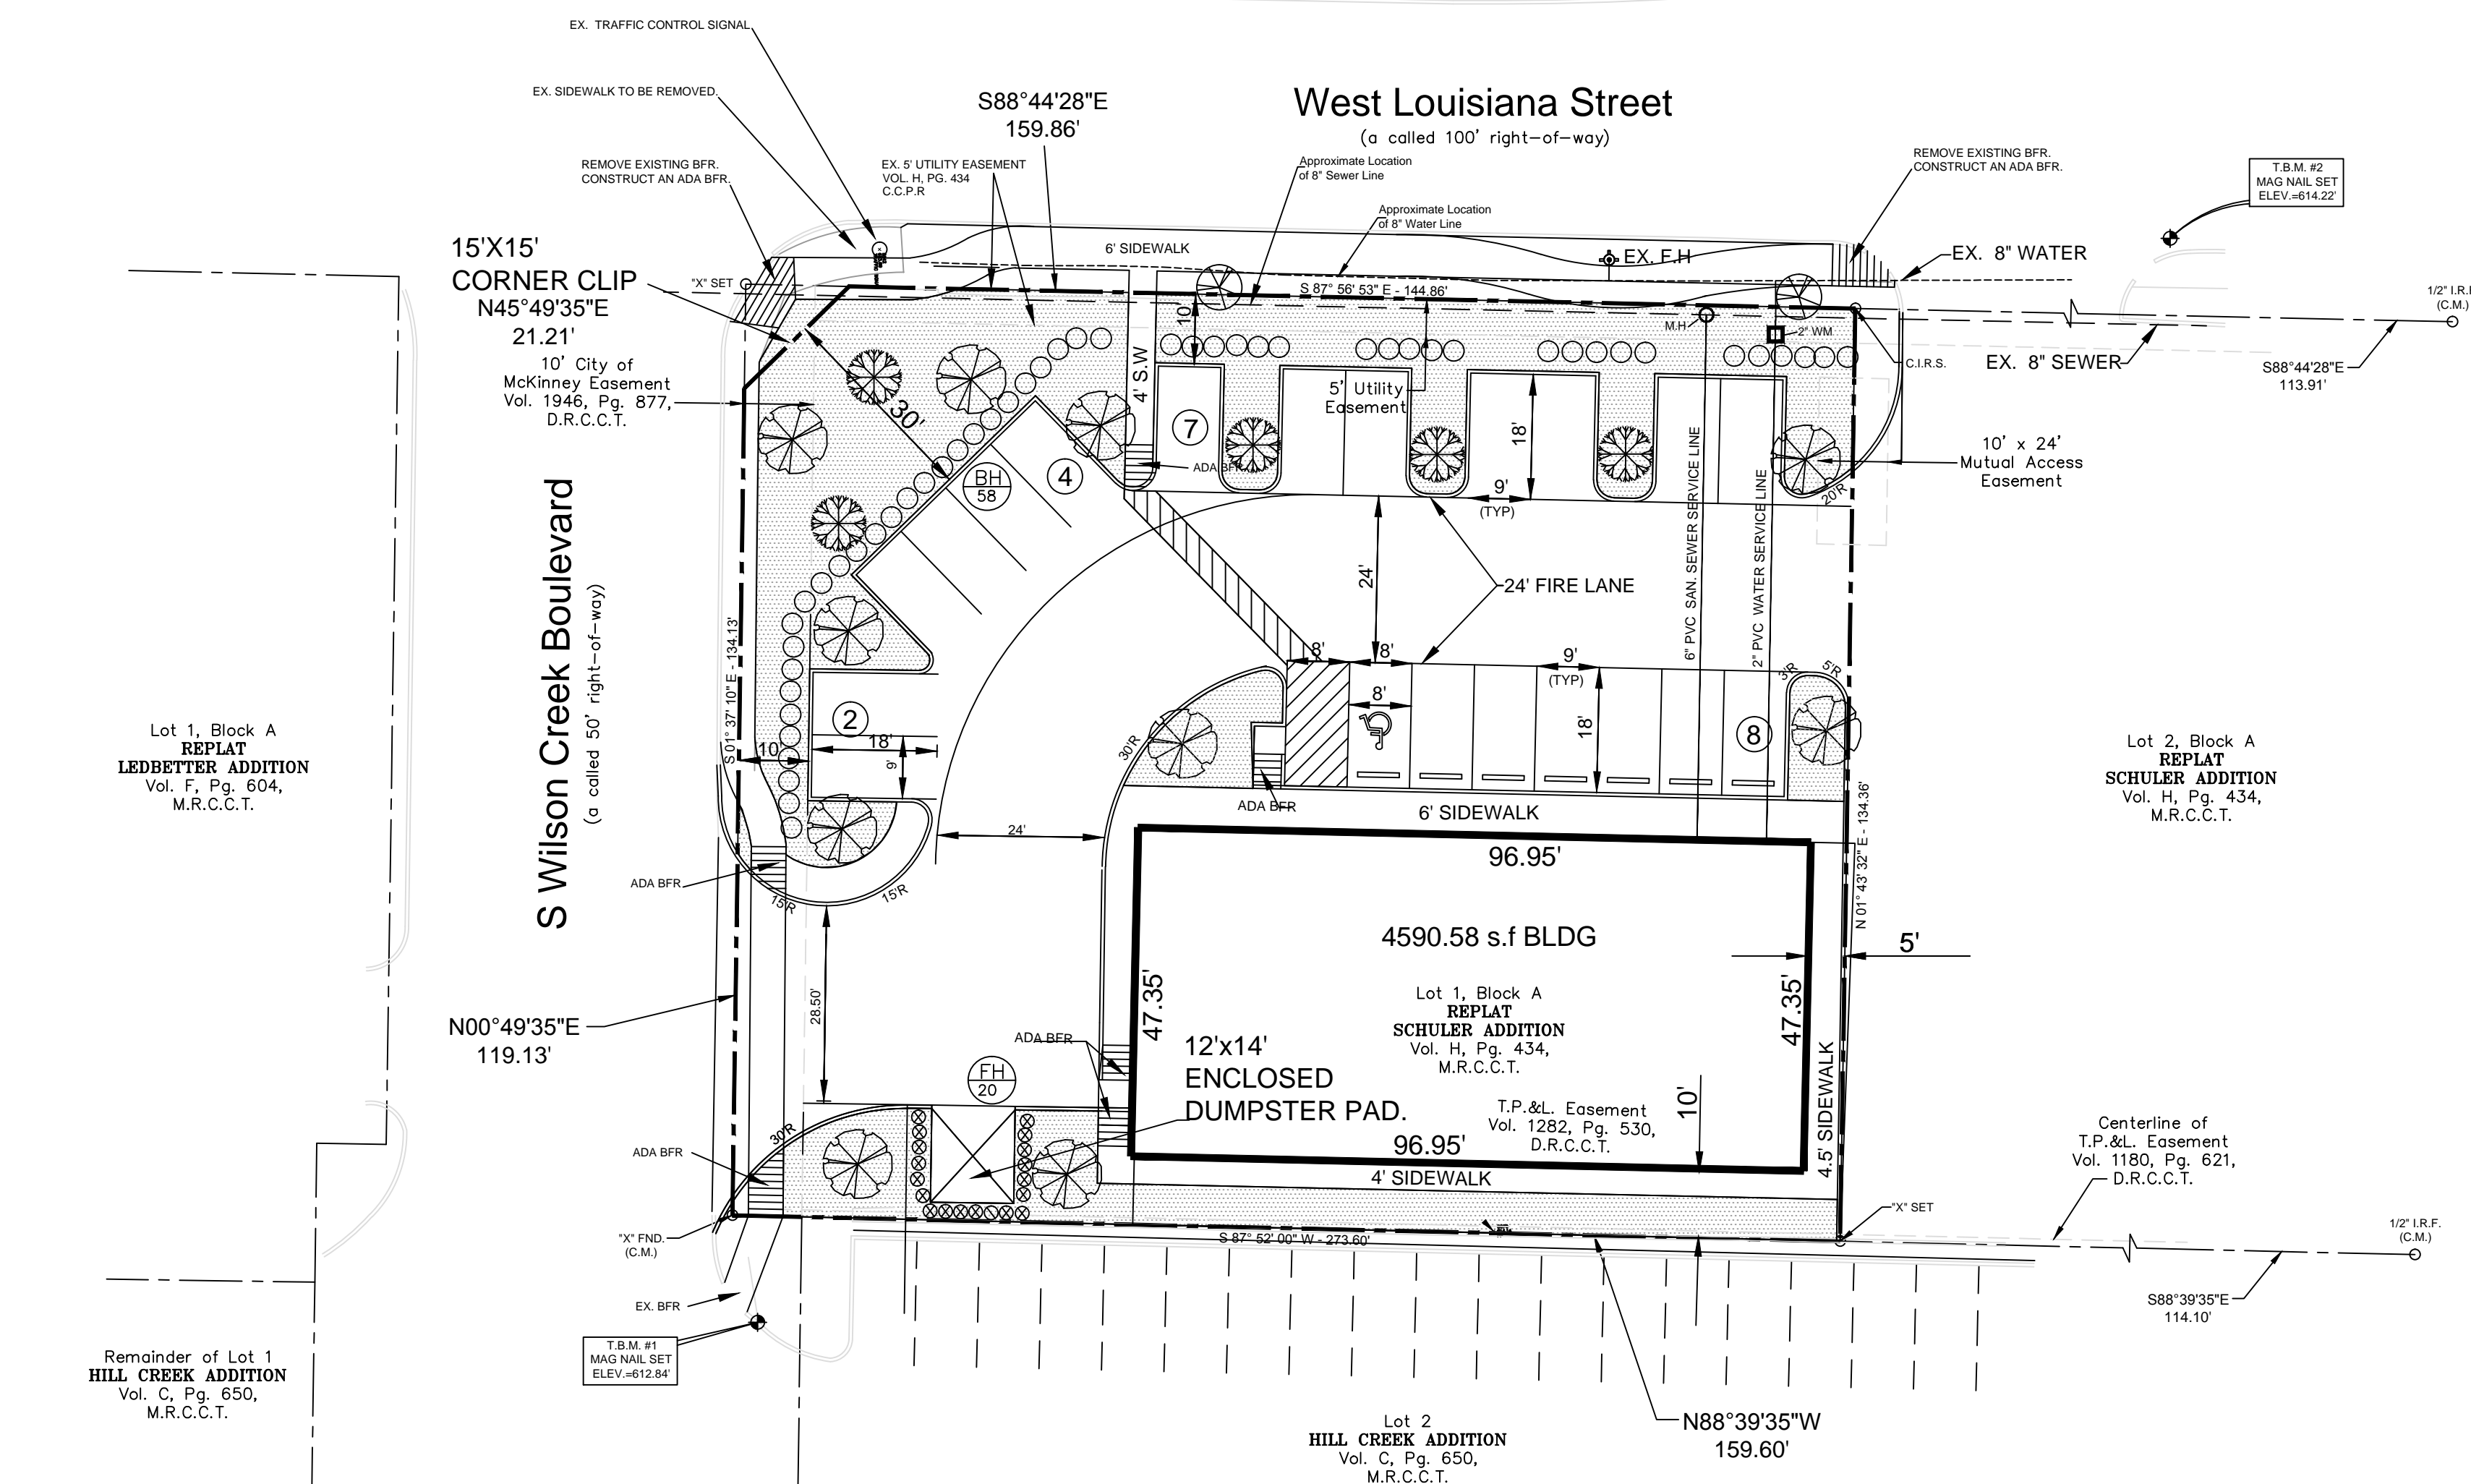 EX. TRAFFIC CONTROL SIGNAL
EX. SIDEWALK TO BE REMOVED.
S88°44'28"E
159.86'
West Louisiana Street
(a called 100' right-of-way)
REMOVE EXISTING BFR.
CONSTRUCT AN ADA BFR.
EX. 5' UTILITY EASEMENT
VOL. H, PG. 434
C.C.P.R
Approximate Location
of 8" Sewer Line
Approximate Location
of 8" Water Line
REMOVE EXISTING BFR.
CONSTRUCT AN ADA BFR.
T.B.M. #2
MAG NAIL SET
ELEV.=614.22'
15'X15'
CORNER CLIP
N45°49'35"E
21.21'
"X" SET
6' SIDEWALK
EX. F.H
EX. 8" WATER
S 87° 56' 53" E - 144.86'
1/2" I.R.F
(C.M.)
10' City of
McKinney Easement
Vol. 1946, Pg. 877,
D.R.C.C.T.
30'
4' S.W
10'
M.H
2" WM
C.I.R.S.
EX. 8" SEWER
S88°44'28"E
113.91'
5' Utility
Easement
7
18'
BH
58
4
ADA BFR
9'
(TYP)
20'R
10' x 24'
Mutual Access
Easement
6" PVC SAN. SEWER SERVICE LINE
2" PVC WATER SERVICE LINE
24'
24' FIRE LANE
S Wilson Creek Boulevard
(a called 50' right-of-way)
S 01° 37' 10" E - 134.13'
8'
8'
9'
(TYP)
8'
3'R
5'R
2
18'
9'
10'
30'R
18'
8
Lot 1, Block A
REPLAT
LEDBETTER ADDITION
Vol. F, Pg. 604,
M.R.C.C.T.
Lot 2, Block A
REPLAT
SCHULER ADDITION
Vol. H, Pg. 434,
M.R.C.C.T.
ADA BFR
6' SIDEWALK
24'
96.95'
N 01° 43' 32" E - 134.36'
ADA BFR
15'R
15'R
4590.58 s.f BLDG
5'
28.50'
47.35'
47.35'
Lot 1, Block A
REPLAT
SCHULER ADDITION
Vol. H, Pg. 434,
M.R.C.C.T.
N00°49'35"E
119.13'
ADA BFR
12'x14'
ENCLOSED
DUMPSTER PAD.
FH
20
T.P.&L. Easement
Vol. 1282, Pg. 530,
D.R.C.C.T.
10'
4.5' SIDEWALK
30'R
ADA BFR
96.95'
4' SIDEWALK
Centerline of
T.P.&L. Easement
Vol. 1180, Pg. 621,
D.R.C.C.T.
"X" SET
"X" FND.
(C.M.)
S 87° 52' 00" W - 273.60'
1/2" I.R.F.
(C.M.)
EX. BFR
S88°39'35"E
114.10'
T.B.M. #1
MAG NAIL SET
ELEV.=612.84'
Remainder of Lot 1
HILL CREEK ADDITION
Vol. C, Pg. 650,
M.R.C.C.T.
Lot 2
HILL CREEK ADDITION
Vol. C, Pg. 650,
M.R.C.C.T.
N88°39'35"W
159.60'